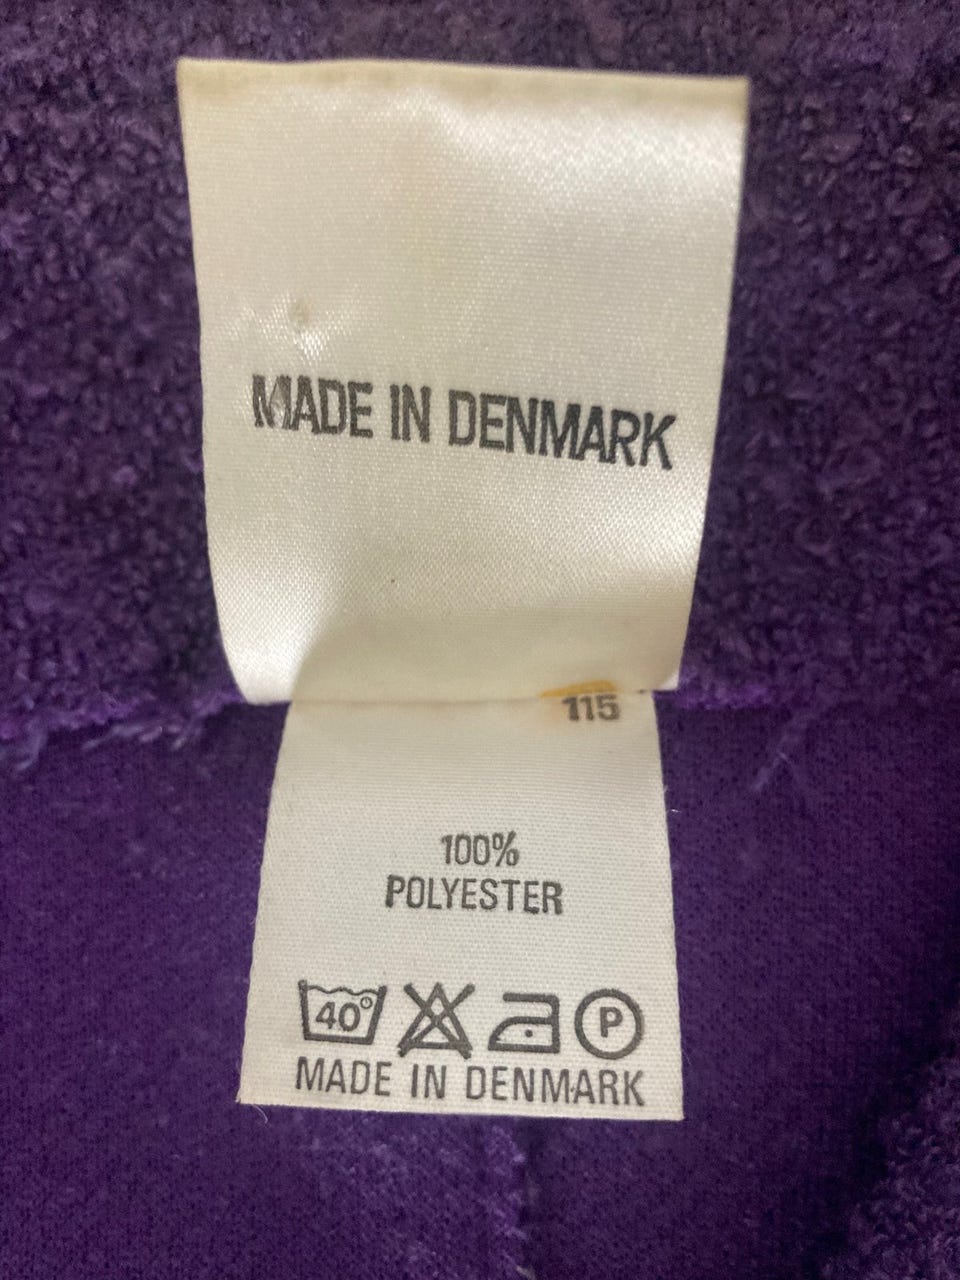 MADE IN DENMARK
115
100%
POLYESTER
40° P
MADE IN DENMARK